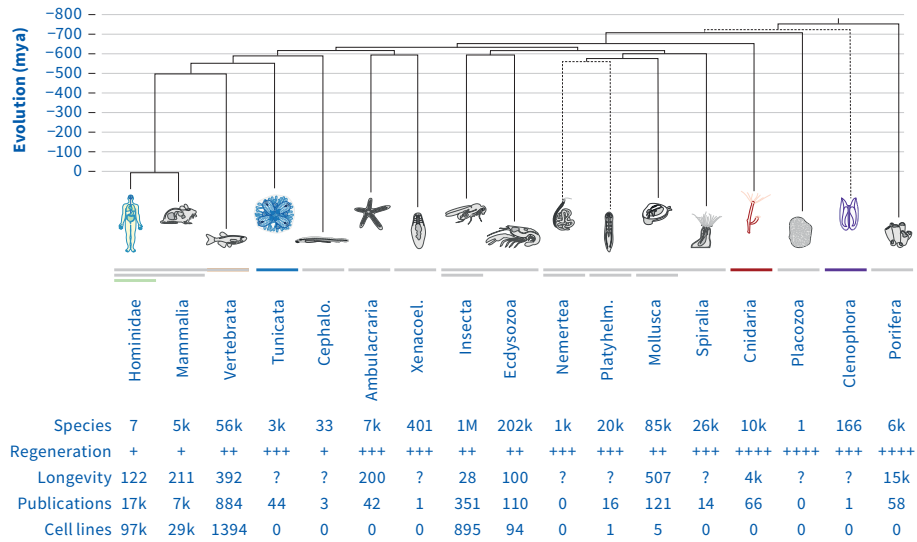 Evolution (mya)
−800
−700
−600
−500
−400
−300
−200
−100
0
Hominidae
Mammalia
Vertebrata
Tunicata
Cephalo.
Ambulacraria
Xenacoel.
Insecta
Ecdysozoa
Nemertea
Platyhelm.
Mollusca
Spiralia
Cnidaria
Placozoa
Clenophora
Porifera
Species 7 5k 56k 3k 33 7k 401 1M 202k 1k 20k 85k 26k 10k 1 166 6k
Regeneration + + ++ +++ + +++ +++ ++ ++ +++ +++ ++ +++ ++++ ++++ +++ ++++
Longevity 122 211 392 ? ? 200 ? 28 100 ? ? 507 ? 4k ? ? 15k
Publications 17k 7k 884 44 3 42 1 351 110 0 16 121 14 66 0 1 58
Cell lines 97k 29k 1394 0 0 0 0 895 94 0 1 5 0 0 0 0 0